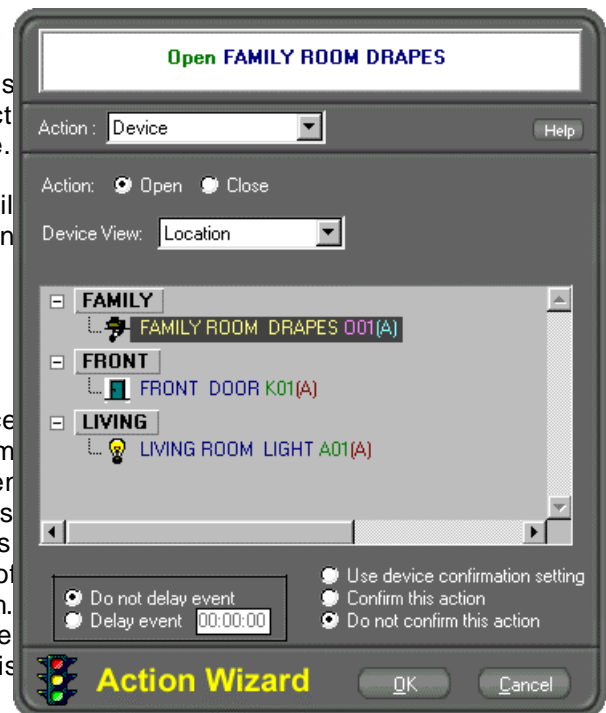 Open FAMILY ROOM DRAPES
Action : Device Help
Action: Open Close
Device View: Location
FAMILY
FAMILY ROOM DRAPES O01(A)
FRONT
FRONT DOOR K01(A)
LIVING
LIVING ROOM LIGHT A01(A)
Do not delay event
Delay event 00:00:00
Use device confirmation setting
Confirm this action
Do not confirm this action
Action Wizard OK Cancel